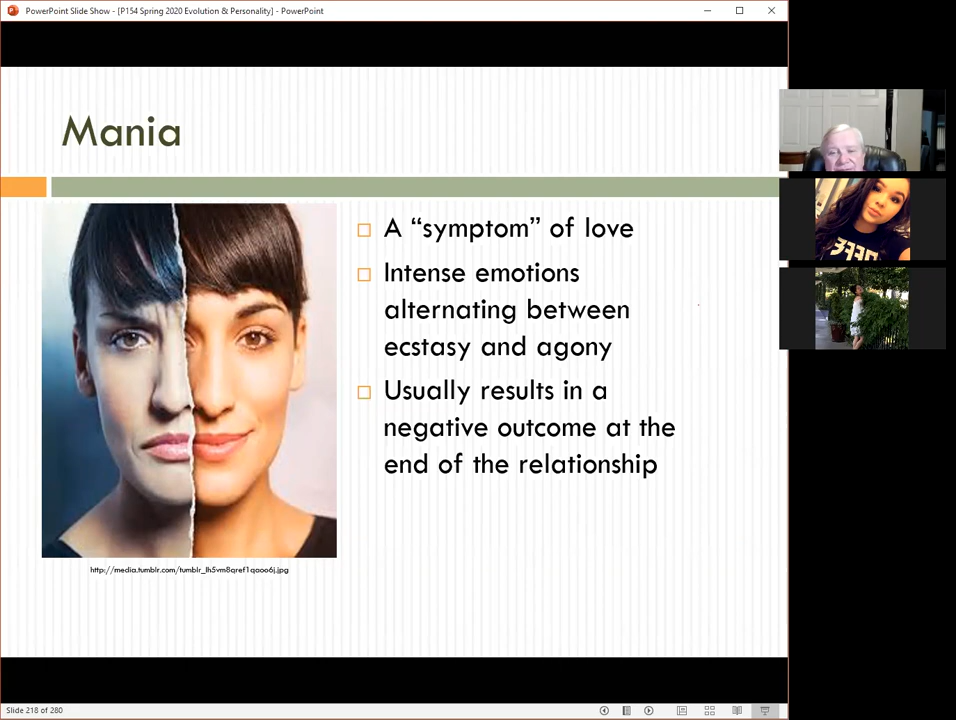 PowerPoint Slide Show - [P154 Spring 2020 Evolution & Personality] - PowerPoint
Mania
A “symptom” of love
Intense emotions
alternating between
ecstasy and agony
Usually results in a
negative outcome at the
end of the relationship
Slide 218 of 280